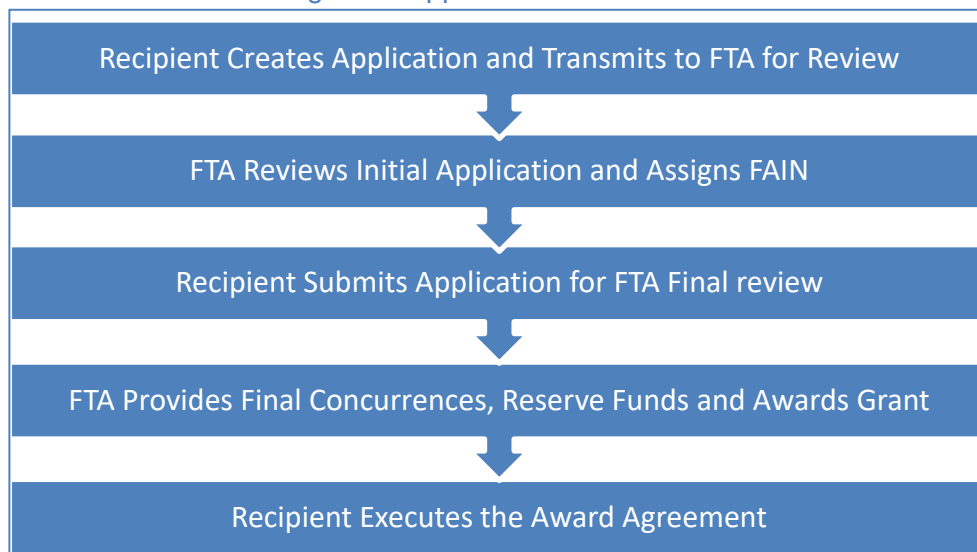 Recipient Creates Application and Transmits to FTA for Review
FTA Reviews Initial Application and Assigns FAIN
Recipient Submits Application for FTA Final review
FTA Provides Final Concurrences, Reserve Funds and Awards Grant
Recipient Executes the Award Agreement